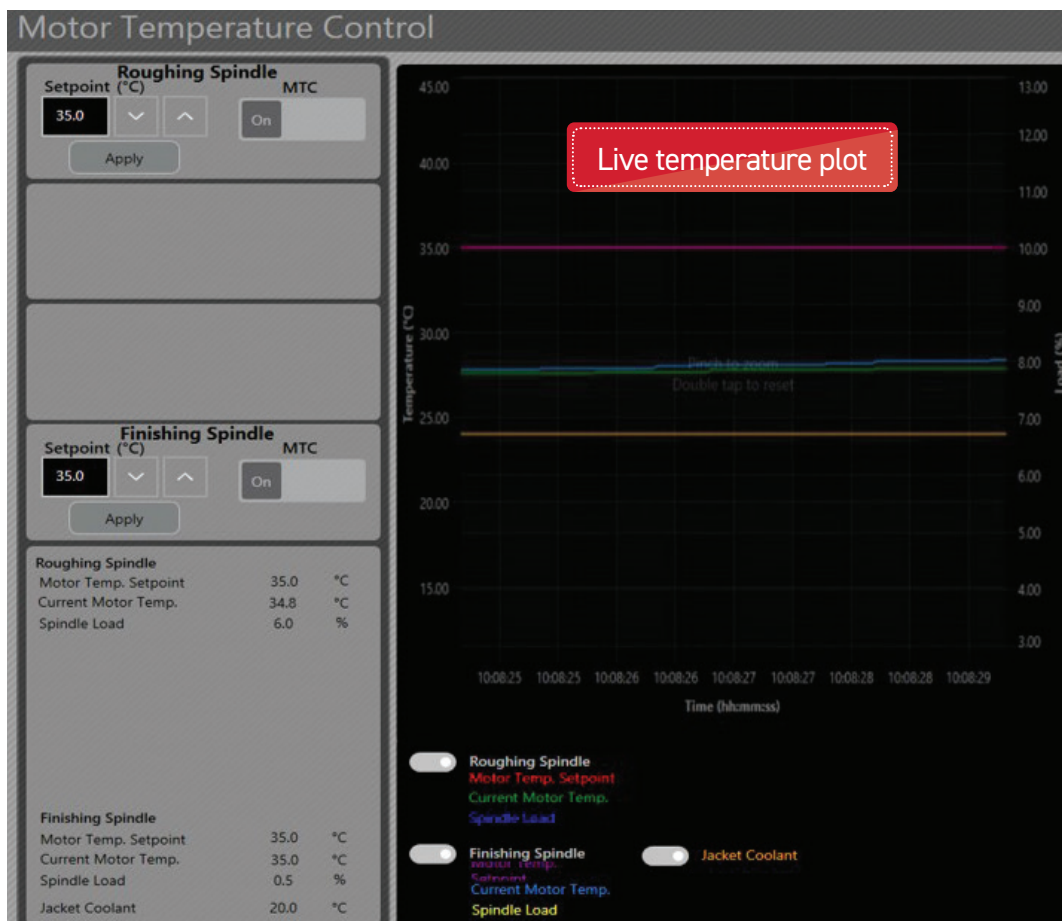 Motor Temperature Control
Roughing Spindle
Setpoint (°C) MTC
35.0 On
Apply
Finishing Spindle
Setpoint (°C) MTC
35.0 On
Apply
Roughing Spindle
Motor Temp. Setpoint 35.0 °C
Current Motor Temp. 34.8 °C
Spindle Load 6.0 %
Finishing Spindle
Motor Temp. Setpoint 35.0 °C
Current Motor Temp. 35.0 °C
Spindle Load 0.5 %
Jacket Coolant 20.0 °C
Live temperature plot
45.00
40.00
35.00
30.00
25.00
20.00
15.00
Temperature (°C)
Pinch to zoom
Double tap to reset
13.00
12.00
11.00
10.00
9.00
8.00
7.00
6.00
5.00
4.00
3.00
Load (%)
10:08:25 10:08:25 10:08:26 10:08:26 10:08:27 10:08:27 10:08:28 10:08:28 10:08:29
Time (hh:mm:ss)
Roughing Spindle
Motor Temp. Setpoint
Current Motor Temp.
Spindle Load
Finishing Spindle
Motor Temp.
Setpoint
Current Motor Temp.
Spindle Load
Jacket Coolant